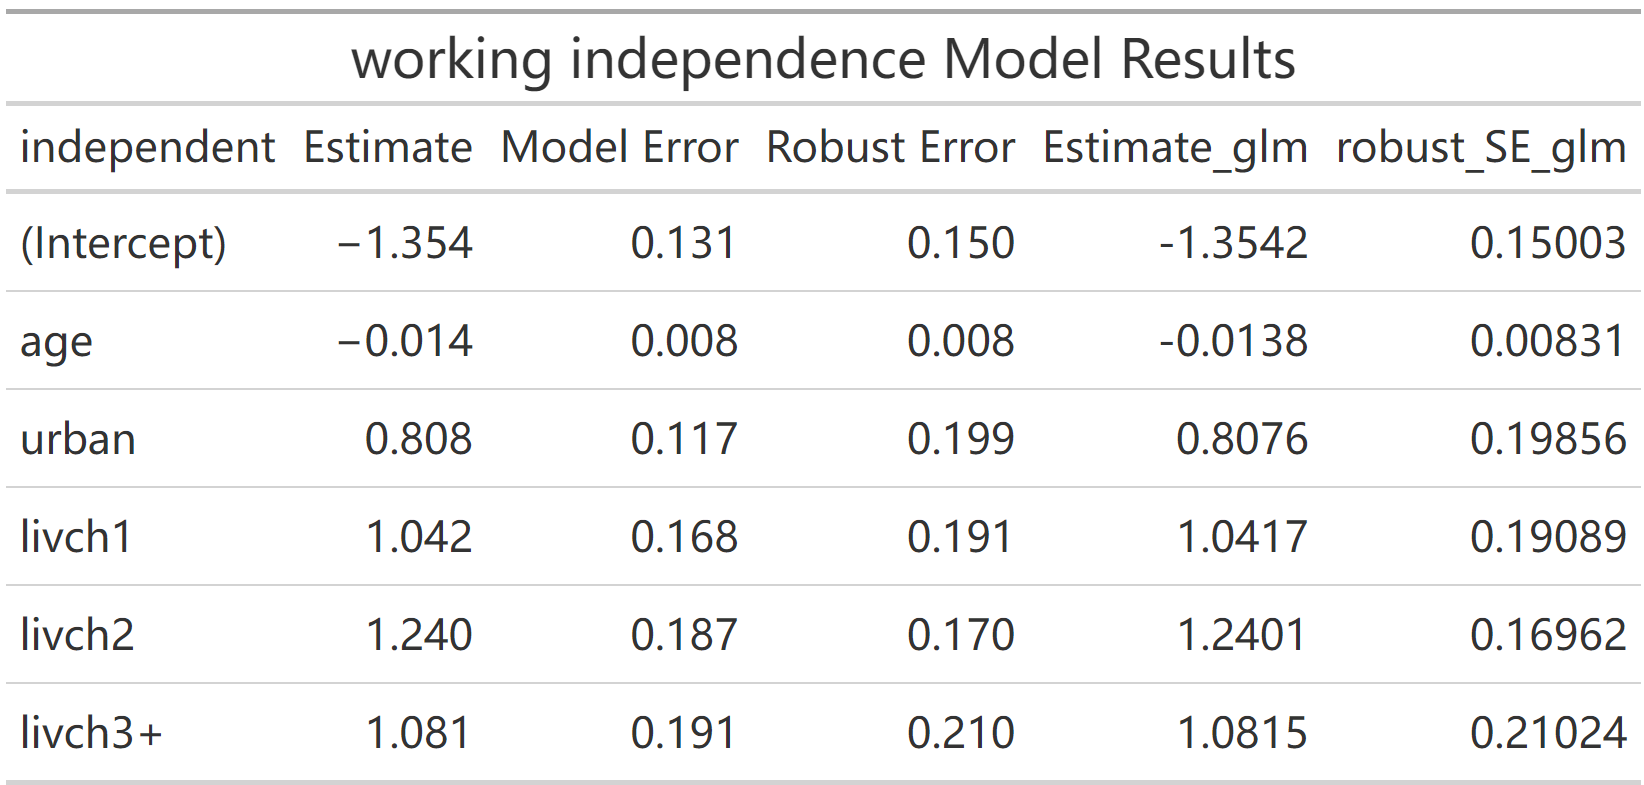 working independence Model Results
independent Estimate Model Error Robust Error Estimate_glm robust_SE_glm
(Intercept) −1.354 0.131 0.150 -1.3542 0.15003
age −0.014 0.008 0.008 -0.0138 0.00831
urban 0.808 0.117 0.199 0.8076 0.19856
livch1 1.042 0.168 0.191 1.0417 0.19089
livch2 1.240 0.187 0.170 1.2401 0.16962
livch3+ 1.081 0.191 0.210 1.0815 0.21024